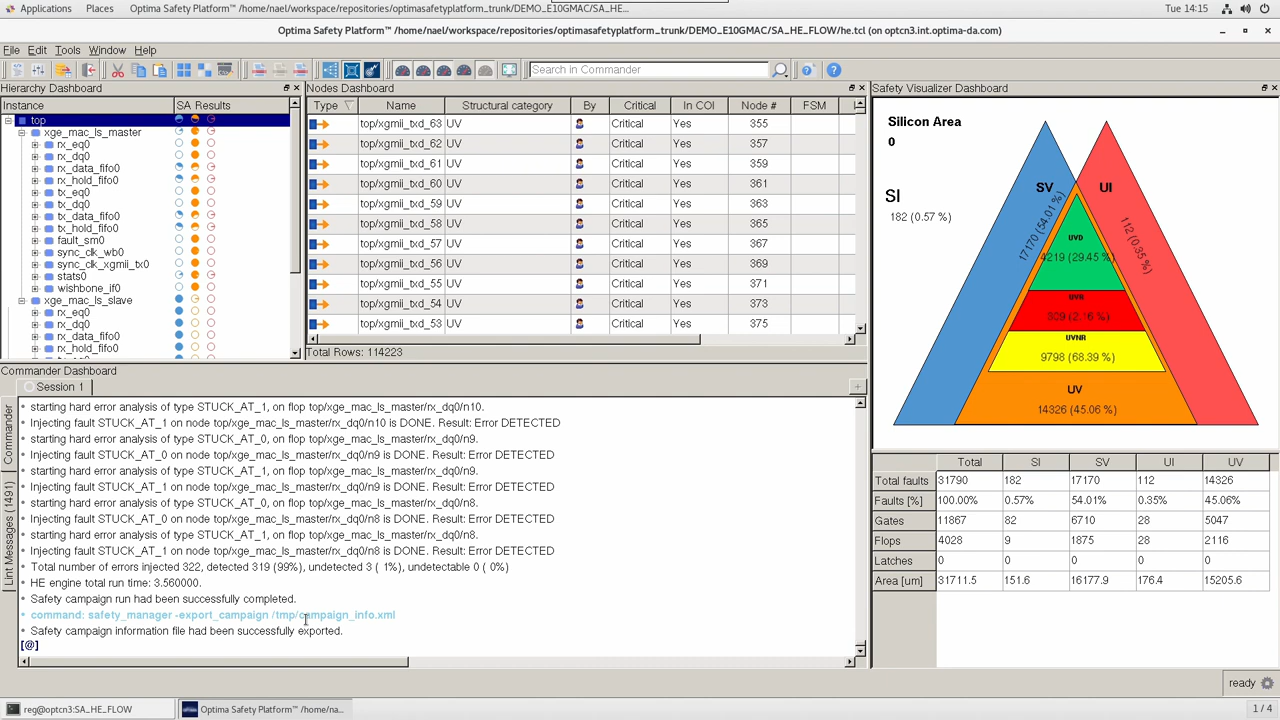 Applications Places Optima Safety Platform™ /home/nael/workspace/repositories/optimasafetyplatform_trunk/DEMO_E10GMAC/SA_HE... Tue 14:15
Optima Safety Platform™ /home/nael/workspace/repositories/optimasafetyplatform_trunk/DEMO_E10GMAC/SA_HE_FLOW/he.tcl (on optcn3.int.optima-da.com)
File Edit Tools Window Help
Search in Commander
Hierarchy Dashboard
Instance SA Results
top
xge_mac_ls_master
rx_eq0
rx_dq0
rx_data_fifo0
rx_hold_fifo0
tx_eq0
tx_dq0
tx_data_fifo0
tx_hold_fifo0
fault_sm0
sync_clk_wb0
sync_clk_xgmii_tx0
stats0
wishbone_if0
xge_mac_ls_slave
rx_eq0
rx_dq0
rx_data_fifo0
rx_hold_fifo0
Nodes Dashboard
Type Name Structural category By Critical In COI Node # FSM
top/xgmii_txd_63 UV Critical Yes 355
top/xgmii_txd_62 UV Critical Yes 357
top/xgmii_txd_61 UV Critical Yes 359
top/xgmii_txd_60 UV Critical Yes 361
top/xgmii_txd_59 UV Critical Yes 363
top/xgmii_txd_58 UV Critical Yes 365
top/xgmii_txd_57 UV Critical Yes 367
top/xgmii_txd_56 UV Critical Yes 369
top/xgmii_txd_55 UV Critical Yes 371
top/xgmii_txd_54 UV Critical Yes 373
top/xgmii_txd_53 UV Critical Yes 375
Total Rows: 114223
Safety Visualizer Dashboard
Silicon Area
0
SI
182 (0.57 %)
SV
17170 (54.01 %)
UI
112 (0.35 %)
UVD
4219 (29.45 %)
UVR
309 (2.16 %)
UVNR
9798 (68.39 %)
UV
14326 (45.06 %)
Total SI SV UI UV
Total faults 31790 182 17170 112 14326
Faults [%] 100.00% 0.57% 54.01% 0.35% 45.06%
Gates 11867 82 6710 28 5047
Flops 4028 9 1875 28 2116
Latches 0 0 0 0 0
Area [um] 31711.5 151.6 16177.9 176.4 15205.6
Commander Dashboard
Session 1
Commander
Lint Messages (1491)
• starting hard error analysis of type STUCK_AT_1, on flop top/xge_mac_ls_master/rx_dq0/n10.
• Injecting fault STUCK_AT_1 on node top/xge_mac_ls_master/rx_dq0/n10 is DONE. Result: Error DETECTED
• starting hard error analysis of type STUCK_AT_0, on flop top/xge_mac_ls_master/rx_dq0/n9.
• Injecting fault STUCK_AT_0 on node top/xge_mac_ls_master/rx_dq0/n9 is DONE. Result: Error DETECTED
• starting hard error analysis of type STUCK_AT_1, on flop top/xge_mac_ls_master/rx_dq0/n9.
• Injecting fault STUCK_AT_1 on node top/xge_mac_ls_master/rx_dq0/n9 is DONE. Result: Error DETECTED
• starting hard error analysis of type STUCK_AT_0, on flop top/xge_mac_ls_master/rx_dq0/n8.
• Injecting fault STUCK_AT_0 on node top/xge_mac_ls_master/rx_dq0/n8 is DONE. Result: Error DETECTED
• starting hard error analysis of type STUCK_AT_1, on flop top/xge_mac_ls_master/rx_dq0/n8.
• Injecting fault STUCK_AT_1 on node top/xge_mac_ls_master/rx_dq0/n8 is DONE. Result: Error DETECTED
• Total number of errors injected 322, detected 319 (99%), undetected 3 ( 1%), undetectable 0 ( 0%)
• HE engine total run time: 3.560000.
• Safety campaign run had been successfully completed.
• command: safety_manager -export_campaign /tmp/campaign_info.xml
• Safety campaign information file had been successfully exported.
[@]
ready
reg@optcn3:SA_HE_FLOW Optima Safety Platform™ /home/na... 1 / 4